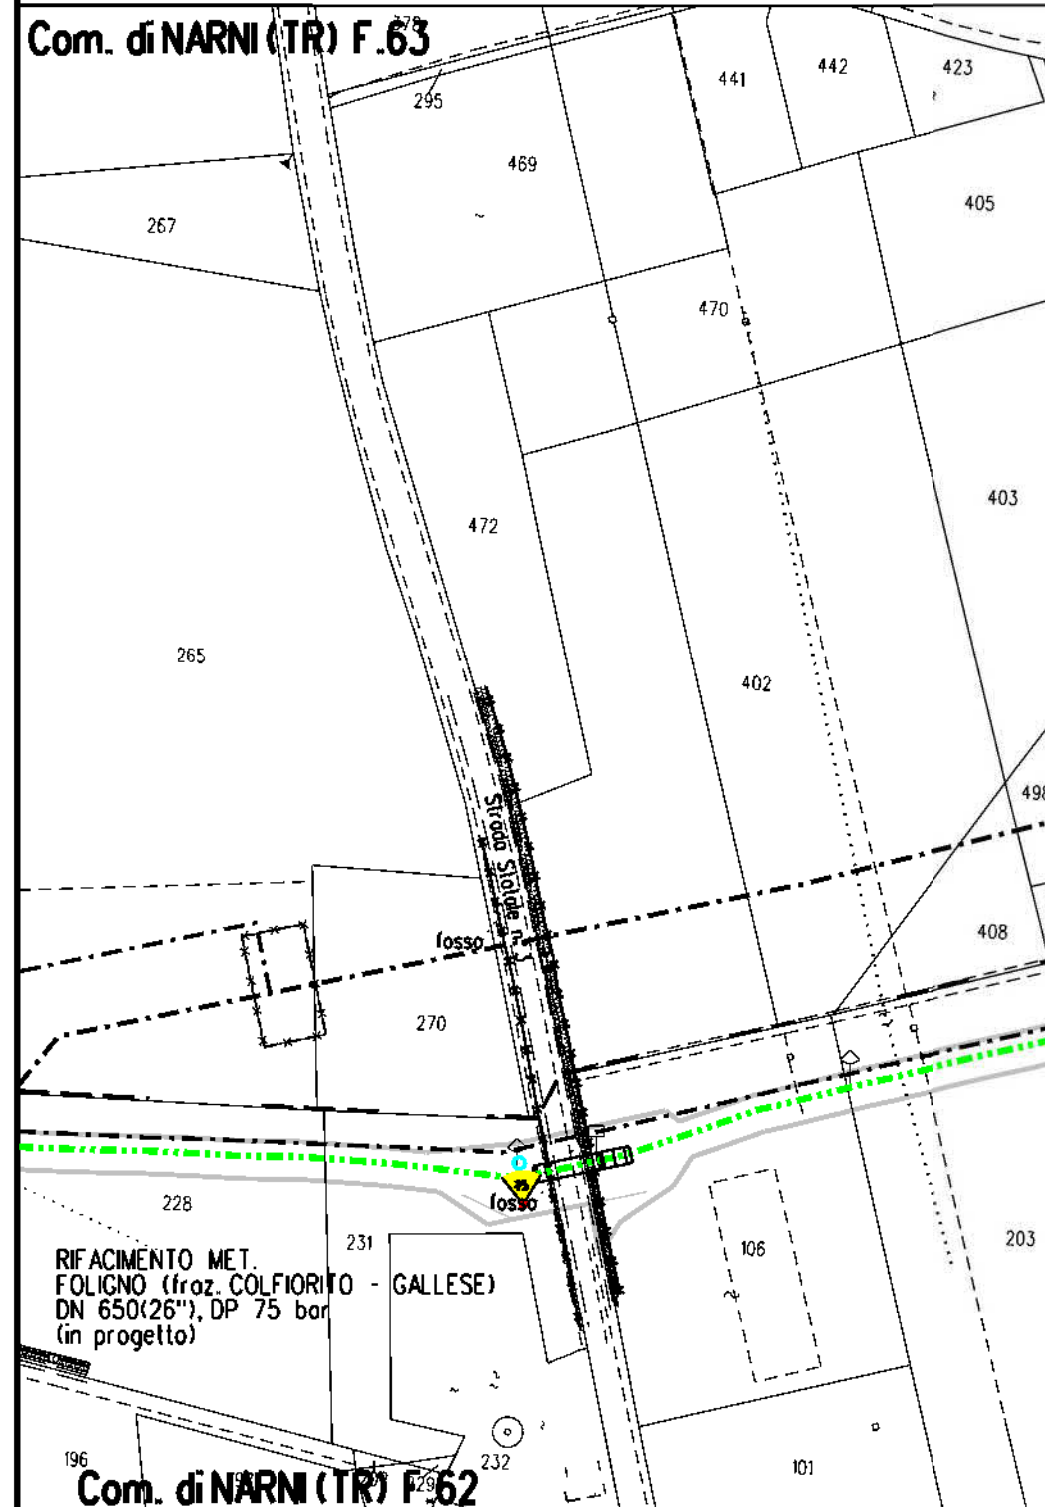 Com. di NARNI (TR) F.63
295
441
442
423
469
405
267
470
472
403
265
402
498
Strada Statale n. 3
fosso
408
270
fosso
228
231
106
203
RIFACIMENTO MET.
FOLIGNO (fraz. COLFIORITO - GALLESE)
DN 650(26"), DP 75 bar
(in progetto)
196
232
101
Com. di NARNI (TR) F.62